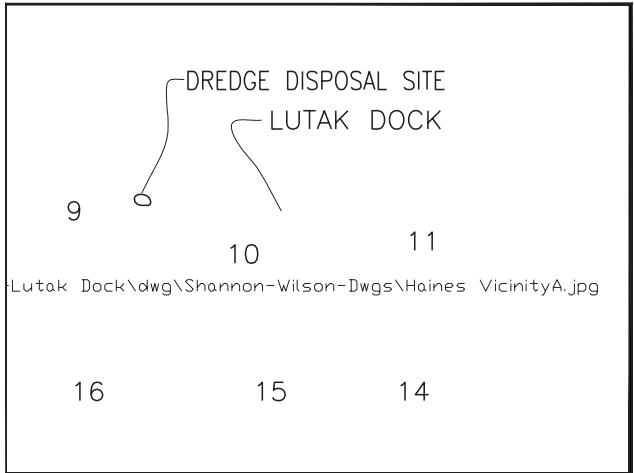 DREDGE DISPOSAL SITE
LUTAK DOCK
9
10
11
-Lutak Dock\dwg\Shannon-Wilson-Dwgs\Haines VicinityA.jpg
16
15
14